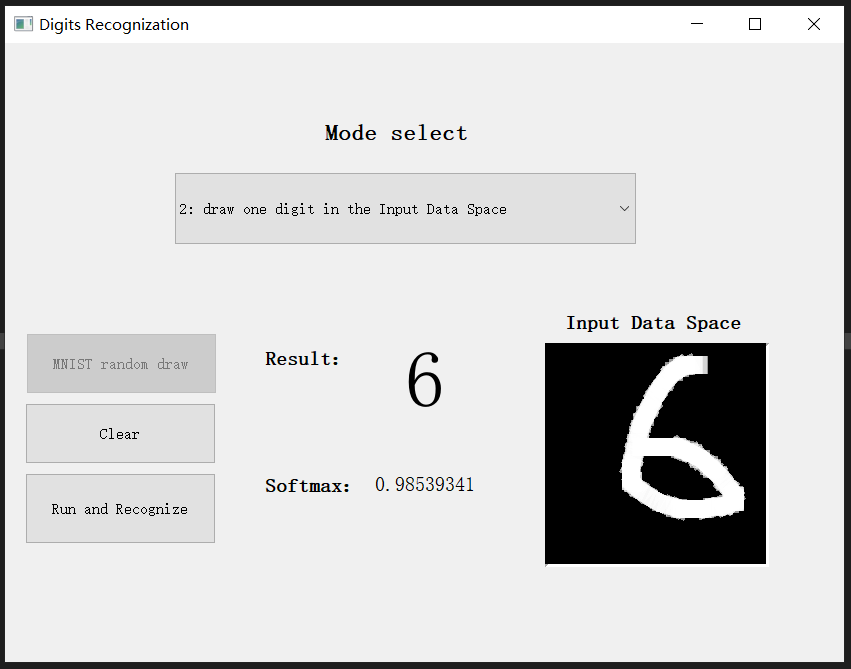 Digits Recognization
Mode select
2: draw one digit in the Input Data Space
Input Data Space
MNIST random draw
Result:
6
6
Clear
Softmax:
0.98539341
Run and Recognize